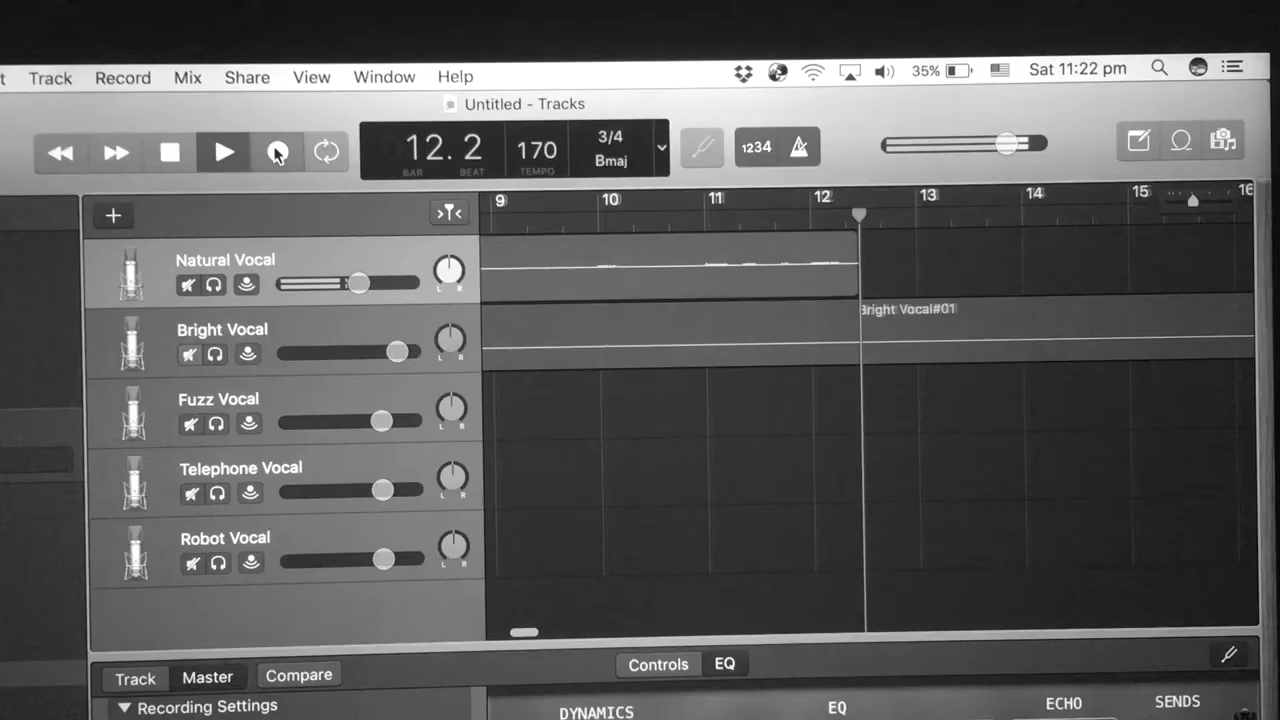 Track Record Mix Share View Window Help 35% Sat 11:22 pm
Untitled - Tracks
12. 2 170 3/4
Bmaj
BAR BEAT TEMPO
1234
9 10 11 12 13 14 15 16
Natural Vocal
L R
Bright Vocal
L R
Bright Vocal#01
Fuzz Vocal
L R
Telephone Vocal
L R
Robot Vocal
L R
Track Master Compare Controls EQ
Recording Settings
DYNAMICS EQ ECHO SENDS